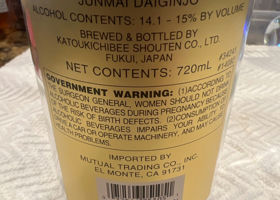 JUNMAI DAIGINJO
ALCOHOL CONTENTS: 14.1 - 15% BY VOLUME
BREWED & BOTTLED BY
KATOUKICHIBEE SHOUTEN CO., LTD.
FUKUI, JAPAN
NET CONTENTS: 720mL
GOVERNMENT WARNING: (1)ACCORDING TO
THE SURGEON GENERAL, WOMEN SHOULD NOT DRINK
ALCOHOLIC BEVERAGES DURING PREGNANCY BECAUSE
OF THE RISK OF BIRTH DEFECTS. (2)CONSUMPTION OF
ALCOHOLIC BEVERAGES IMPAIRS YOUR ABILITY TO
DRIVE A CAR OR OPERATE MACHINERY, AND MAY CAUSE
HEALTH PROBLEMS.
IMPORTED BY
MUTUAL TRADING CO., INC
EL MONTE, CA 91731